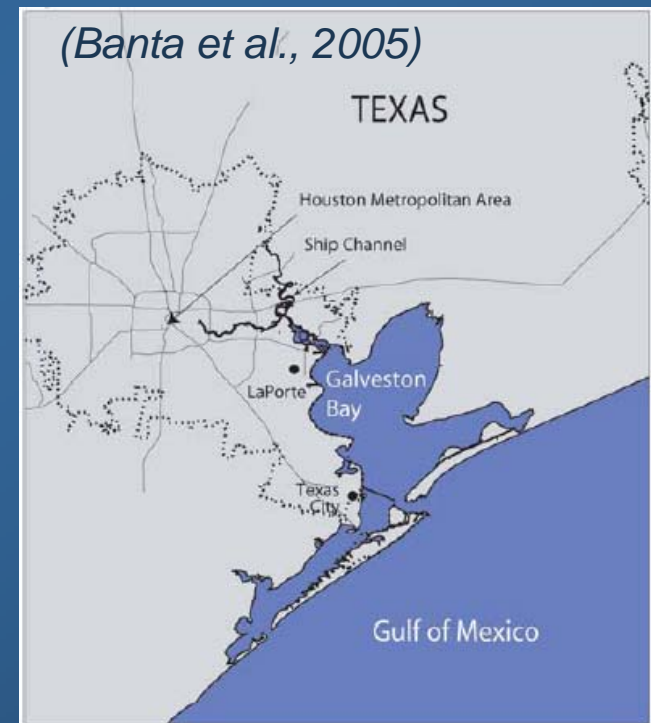 (Banta et al., 2005)
TEXAS
Houston Metropolitan Area
Ship Channel
LaPorte
Galveston
Bay
Texas
City
Gulf of Mexico